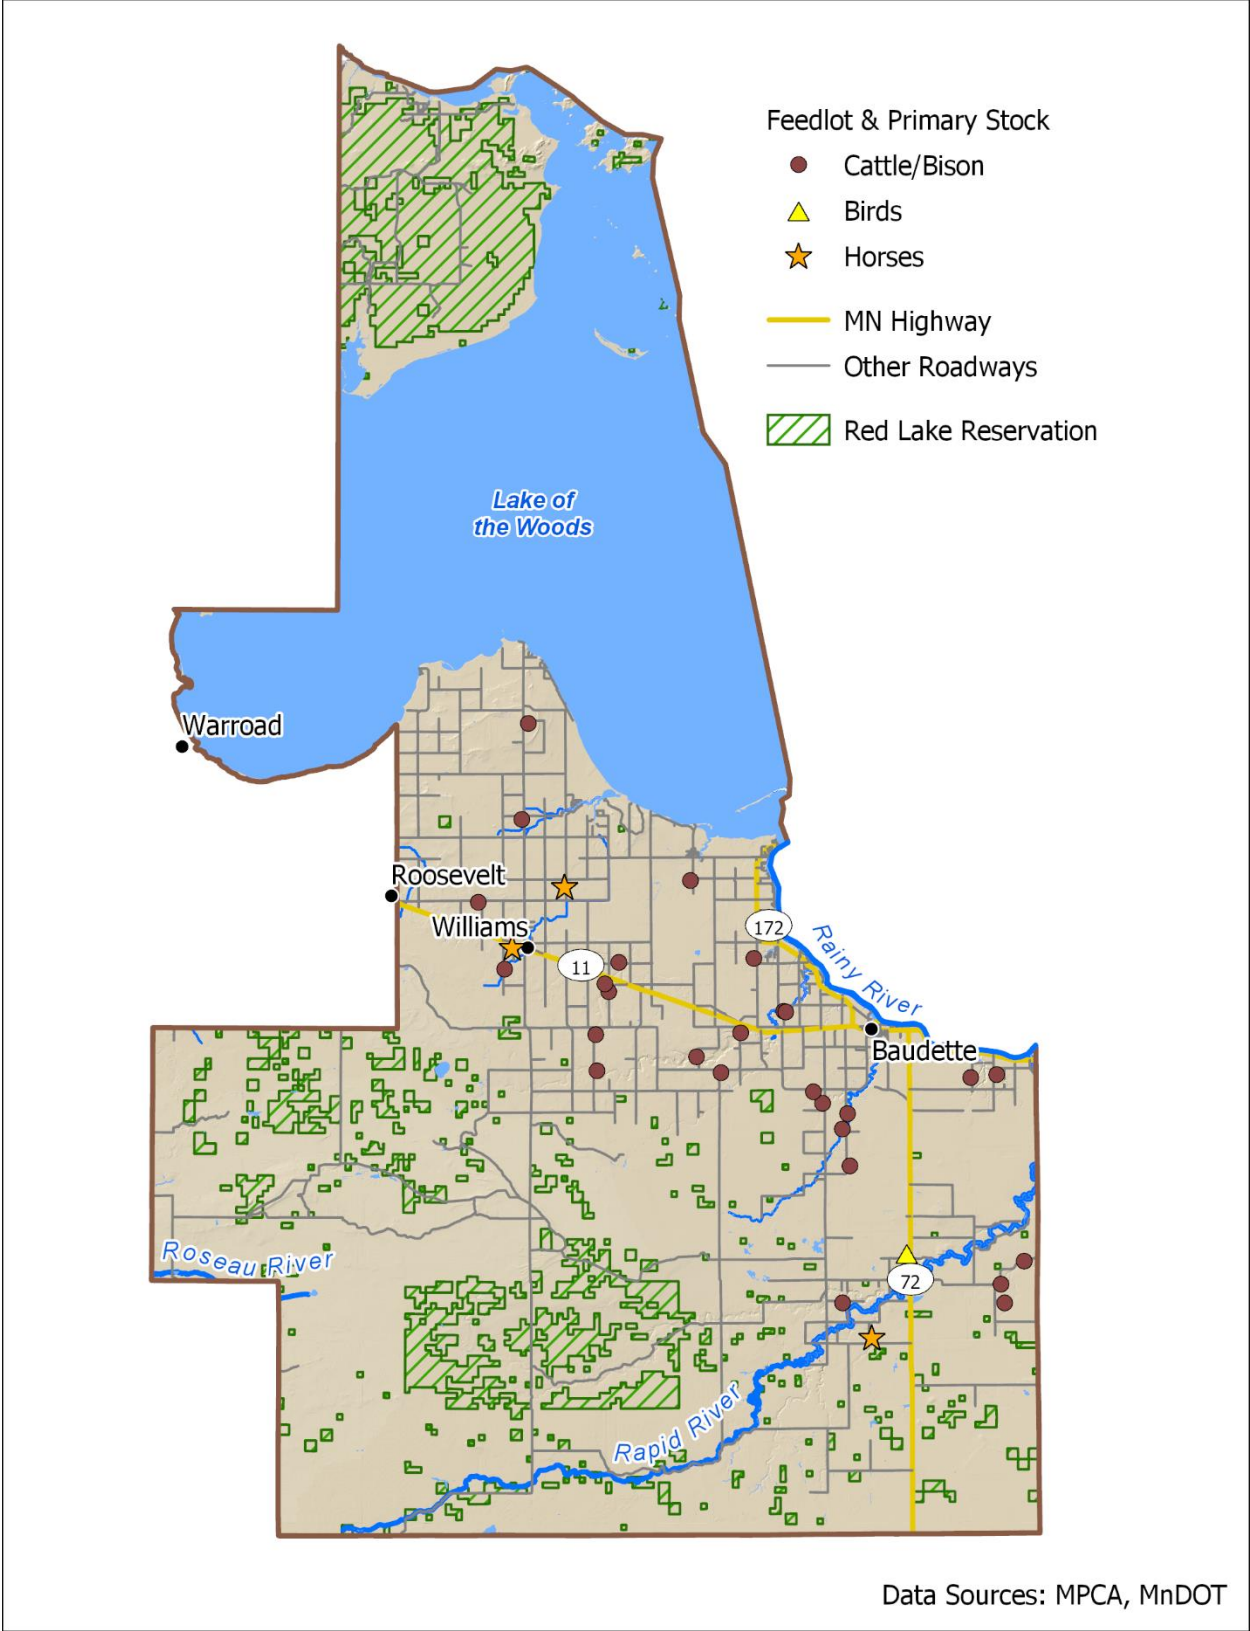 Feedlot & Primary Stock
Cattle/Bison
Birds
Horses
MN Highway
Other Roadways
Red Lake Reservation
Lake of
the Woods
Warroad
Roosevelt
Williams
172
11
Rainy River
Baudette
Roseau River
72
Rapid River
Data Sources: MPCA, MnDOT